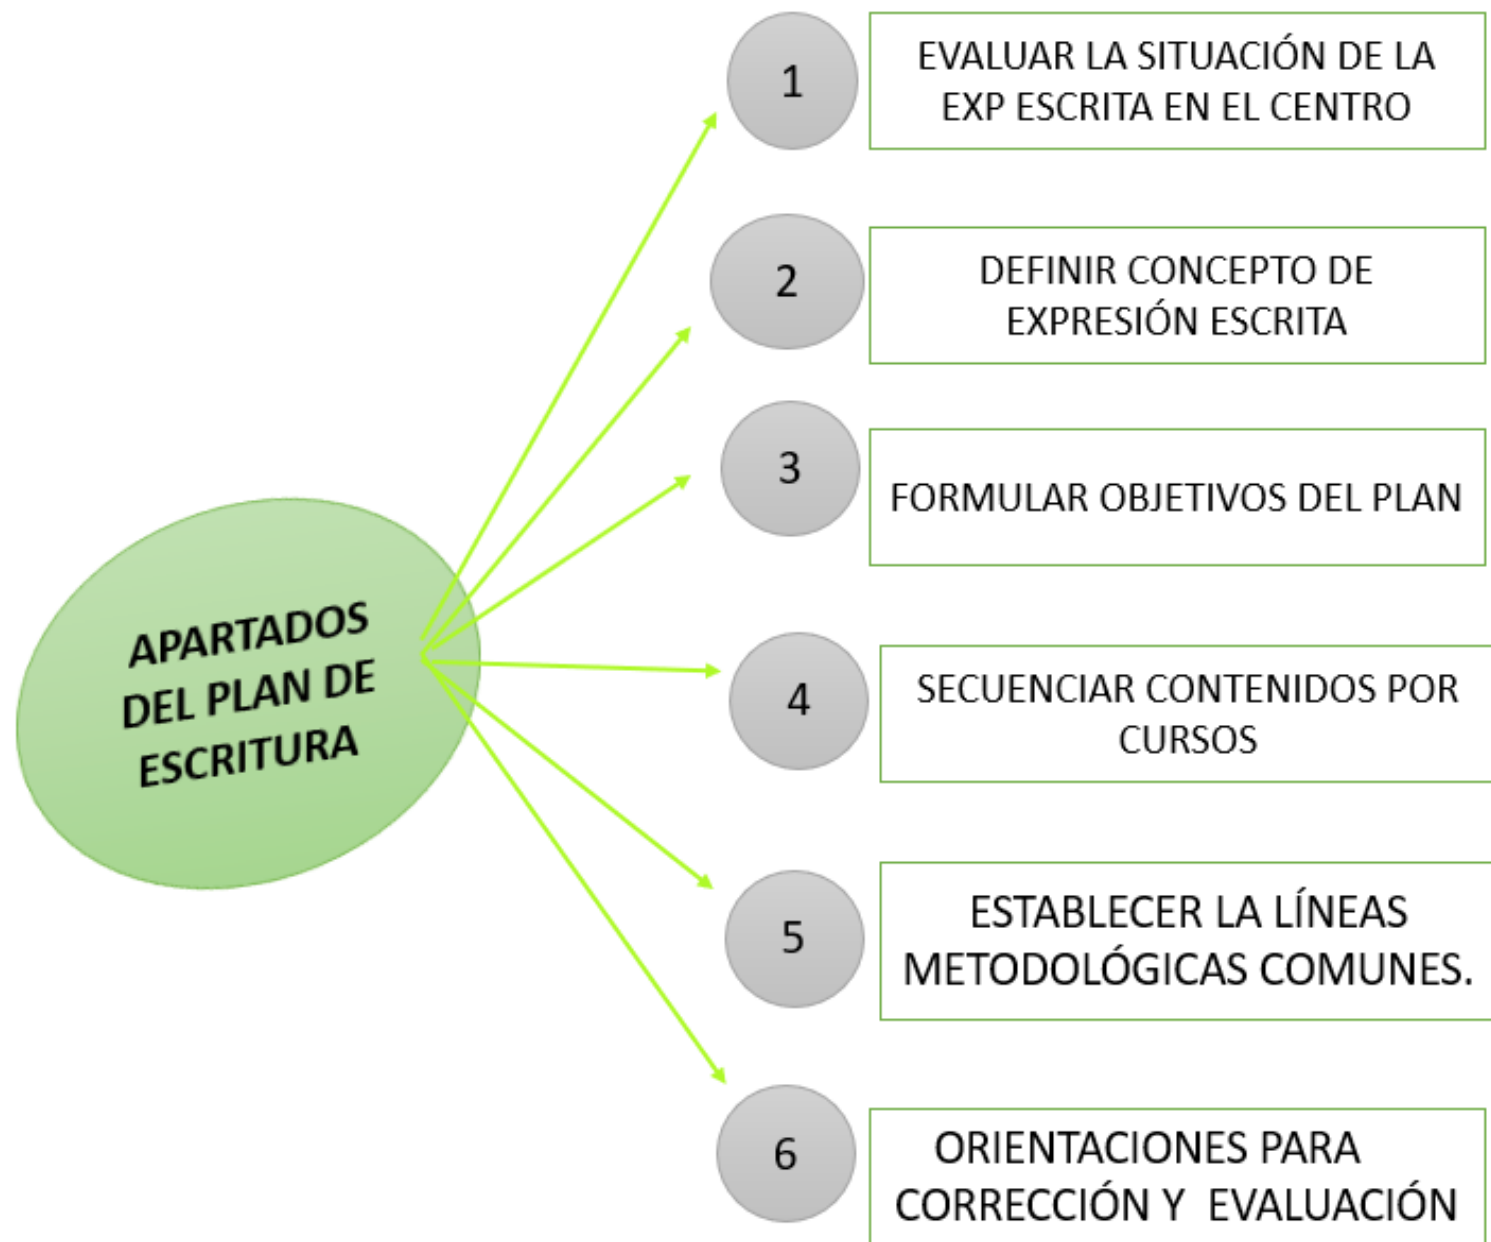 APARTADOS
DEL PLAN DE
ESCRITURA
1
EVALUAR LA SITUACIÓN DE LA
EXP ESCRITA EN EL CENTRO
2
DEFINIR CONCEPTO DE
EXPRESIÓN ESCRITA
3
FORMULAR OBJETIVOS DEL PLAN
4
SECUENCIAR CONTENIDOS POR
CURSOS
5
ESTABLECER LA LÍNEAS
METODOLÓGICAS COMUNES.
6
ORIENTACIONES PARA
CORRECCIÓN Y EVALUACIÓN